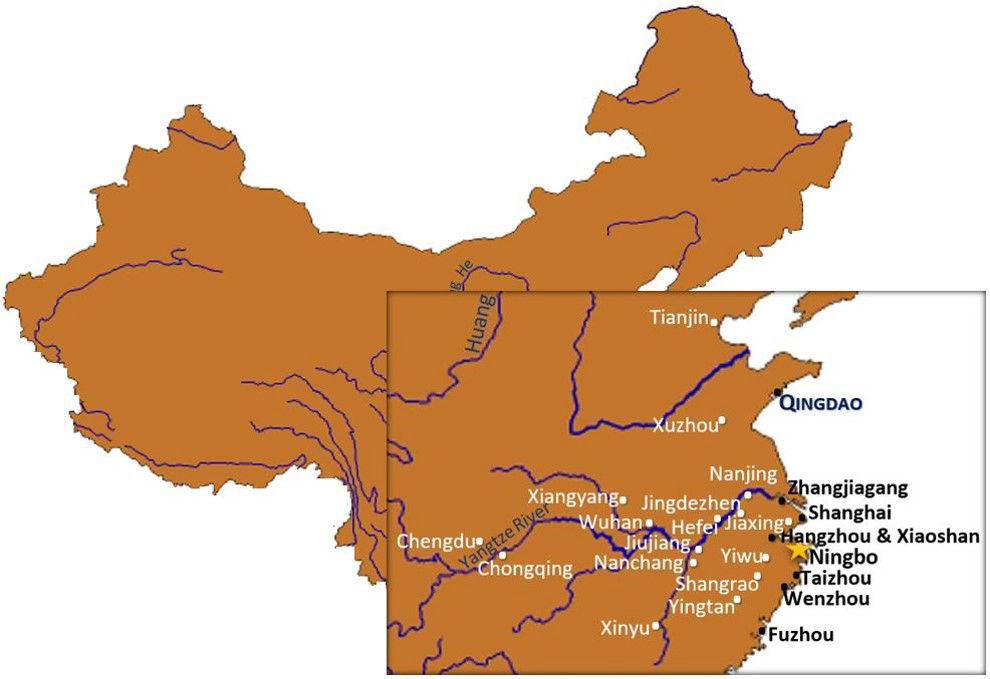 ng He
Huang
Tianjin
QINGDAO
Xuzhou
Nanjing
Zhangjiagang
Xiangyang
Jingdezhen
Shanghai
Wuhan
Hefei
Jiaxing
Hangzhou & Xiaoshan
Chengdu
Yangtze River
Jiujiang
Yiwu
Ningbo
Chongqing
Nanchang
Shangrao
Taizhou
Yingtan
Wenzhou
Xinyu
Fuzhou